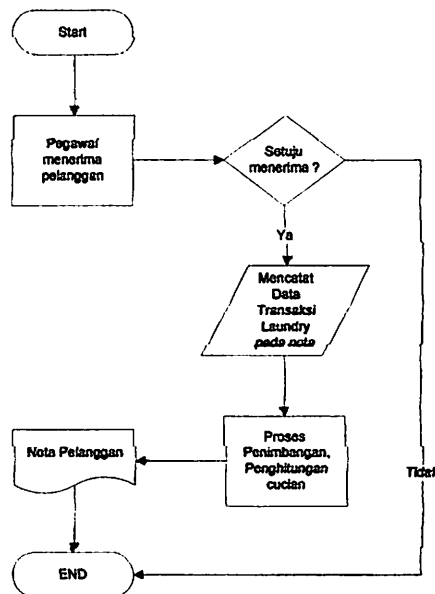 Start
Pegawai
menerima
pelanggan
Setuju
menerima ?
Ya
Mencatat
Data
Transaksi
Laundry
pada nota
Proses
Penimbangan,
Penghitungan
cucian
Nota Pelanggan
Tidak
END